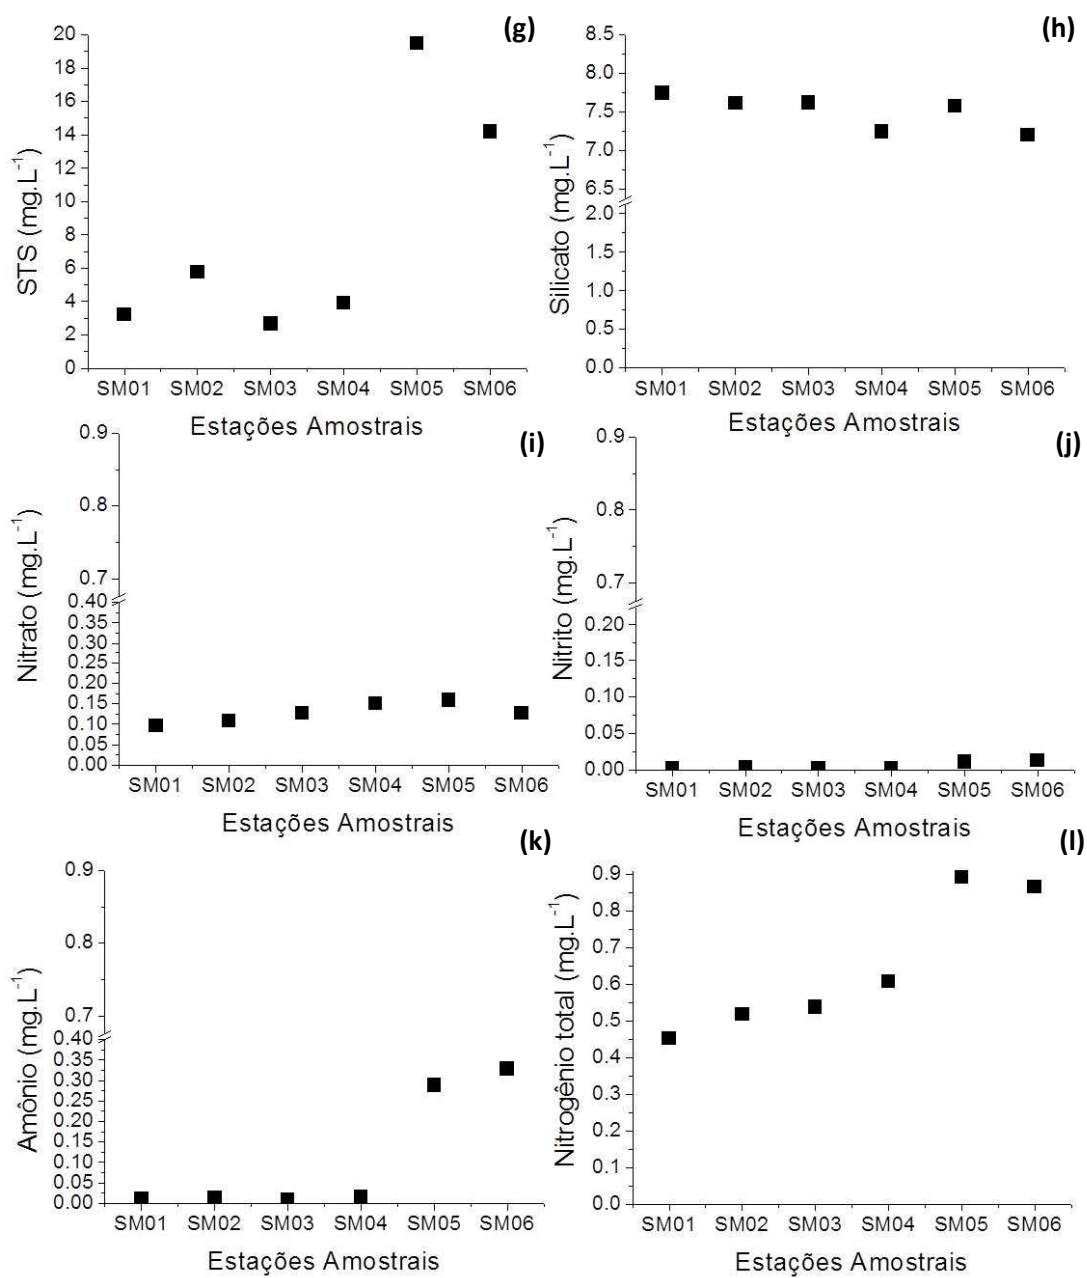 (g)
STS (mg.L⁻¹)
20
18
16
14
12
10
8
6
4
2
0
SM01 SM02 SM03 SM04 SM05 SM06
Estações Amostrais
(h)
Silicato (mg.L⁻¹)
8.5
8.0
7.5
7.0
6.5
2.0
1.5
1.0
0.5
0.0
SM01 SM02 SM03 SM04 SM05 SM06
Estações Amostrais
(i)
Nitrato (mg.L⁻¹)
0.9
0.8
0.7
0.40
0.35
0.30
0.25
0.20
0.15
0.10
0.05
0.00
SM01 SM02 SM03 SM04 SM05 SM06
Estações Amostrais
(j)
Nitrito (mg.L⁻¹)
0.9
0.8
0.7
0.20
0.15
0.10
0.05
0.00
SM01 SM02 SM03 SM04 SM05 SM06
Estações Amostrais
(k)
Amônio (mg.L⁻¹)
0.9
0.8
0.7
0.40
0.35
0.30
0.25
0.20
0.15
0.10
0.05
0.00
SM01 SM02 SM03 SM04 SM05 SM06
Estações Amostrais
(l)
Nitrogênio total (mg.L⁻¹)
0.9
0.8
0.7
0.6
0.5
0.4
0.3
0.2
0.1
0.0
SM01 SM02 SM03 SM04 SM05 SM06
Estações Amostrais